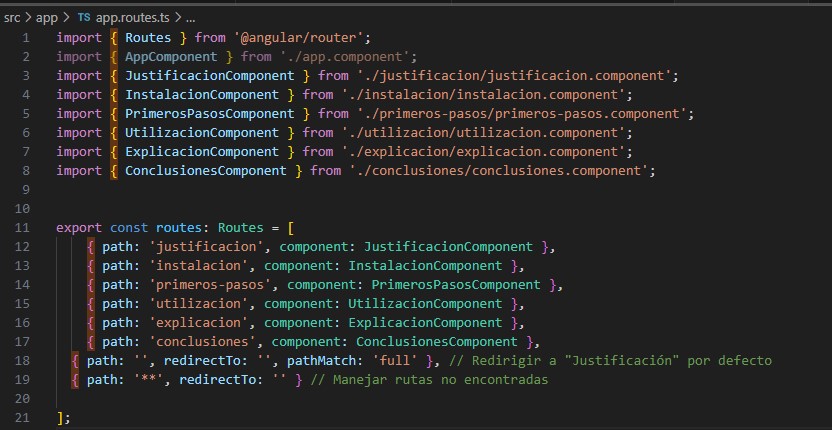 src > app > TS app.routes.ts > ...
1 import { Routes } from '@angular/router';
2 import { AppComponent } from './app.component';
3 import { JustificacionComponent } from './justificacion/justificacion.component';
4 import { InstalacionComponent } from './instalacion/instalacion.component';
5 import { PrimerosPasosComponent } from './primeros-pasos/primeros-pasos.component';
6 import { UtilizacionComponent } from './utilizacion/utilizacion.component';
7 import { ExplicacionComponent } from './explicacion/explicacion.component';
8 import { ConclusionesComponent } from './conclusiones/conclusiones.component';
9
10
11 export const routes: Routes = [
12 { path: 'justificacion', component: JustificacionComponent },
13 { path: 'instalacion', component: InstalacionComponent },
14 { path: 'primeros-pasos', component: PrimerosPasosComponent },
15 { path: 'utilizacion', component: UtilizacionComponent },
16 { path: 'explicacion', component: ExplicacionComponent },
17 { path: 'conclusiones', component: ConclusionesComponent },
18 { path: '', redirectTo: '', pathMatch: 'full' }, // Redirigir a "Justificación" por defecto
19 { path: '**', redirectTo: '' } // Manejar rutas no encontradas
20
21 ];